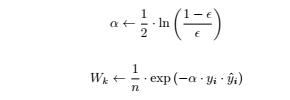 α ← 1/2 · ln((1 − ϵ)/ϵ)
W_k ← 1/n · exp (−α · y_i · ŷ_i)